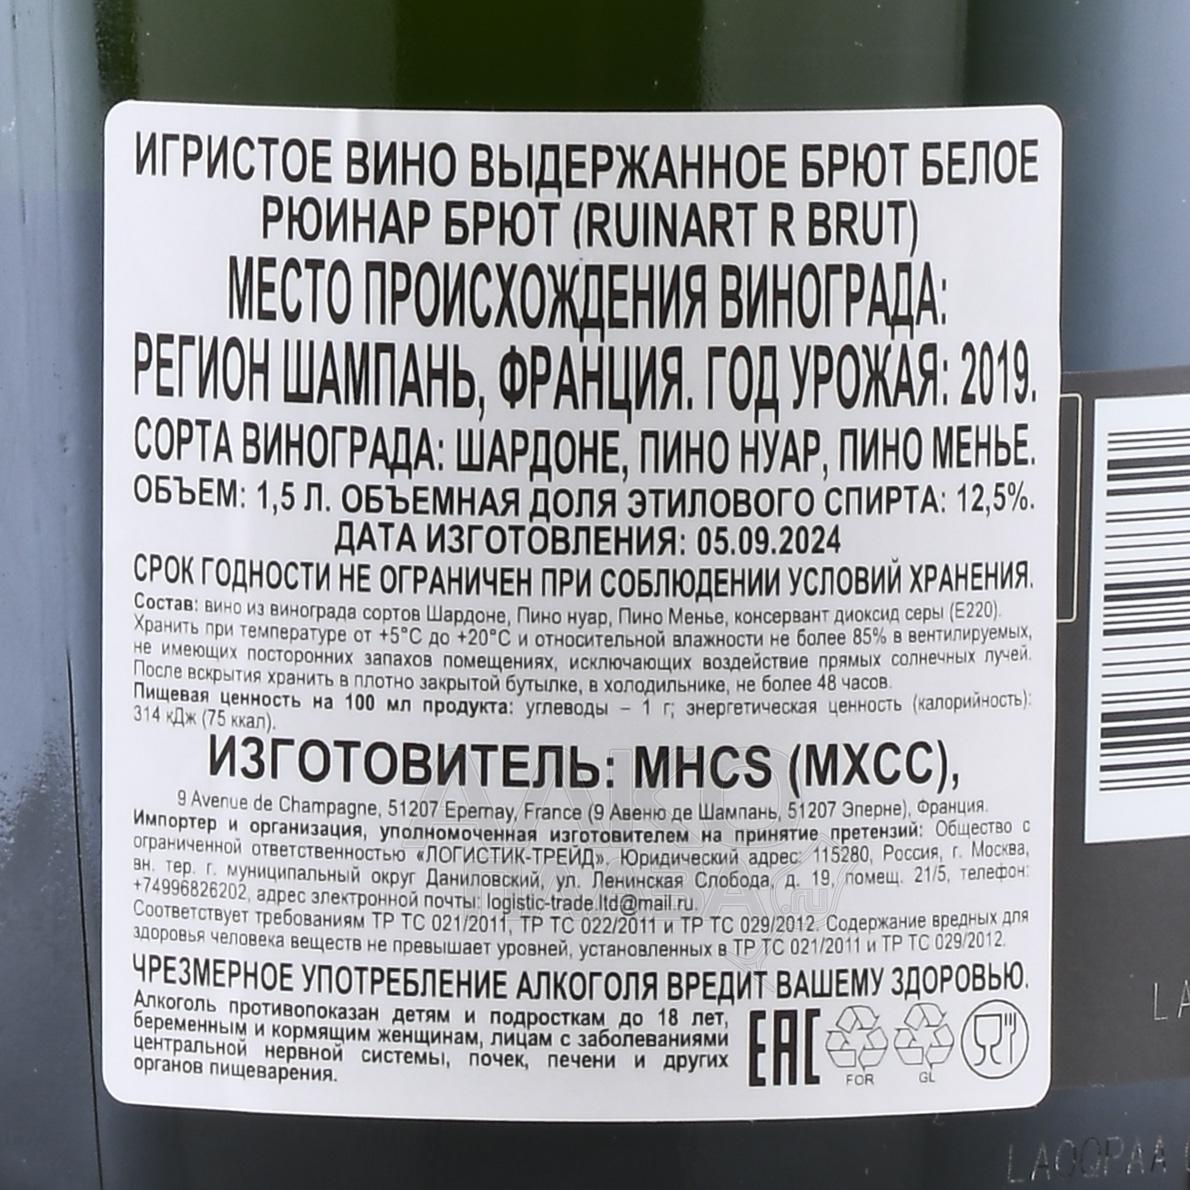 ИГРИСТОЕ ВИНО ВЫДЕРЖАННОЕ БРЮТ БЕЛОЕ
РЮИНАР БРЮТ (RUINART R BRUT)
МЕСТО ПРОИСХОЖДЕНИЯ ВИНОГРАДА:
РЕГИОН ШАМПАНЬ, ФРАНЦИЯ. ГОД УРОЖАЯ: 2019.
СОРТА ВИНОГРАДА: ШАРДОНЕ, ПИНО НУАР, ПИНО МЕНЬЕ.
ОБЪЕМ: 1,5 Л. ОБЪЕМНАЯ ДОЛЯ ЭТИЛОВОГО СПИРТА: 12,5%.
ДАТА ИЗГОТОВЛЕНИЯ: 05.09.2024
СРОК ГОДНОСТИ НЕ ОГРАНИЧЕН ПРИ СОБЛЮДЕНИИ УСЛОВИЙ ХРАНЕНИЯ.
Состав: вино из винограда сортов Шардоне, Пино нуар, Пино Менье, консервант диоксид серы (Е220).
Хранить при температуре от +5°С до +20°С и относительной влажности не более 85% в вентилируемых,
не имеющих посторонних запахов помещениях, исключающих воздействие прямых солнечных лучей.
После вскрытия хранить в плотно закрытой бутылке, в холодильнике, не более 48 часов.
Пищевая ценность на 100 мл продукта: углеводы – 1 г; энергетическая ценность (калорийность):
314 кДж (75 ккал).
ИЗГОТОВИТЕЛЬ: MHCS (МХСС),
9 Avenue de Champagne, 51207 Epernay, France (9 Авеню де Шампань, 51207 Эперне), Франция.
Импортер и организация, уполномоченная изготовителем на принятие претензий: Общество с
ограниченной ответственностью «ЛОГИСТИК-ТРЕЙД». Юридический адрес: 115280, Россия, г. Москва,
вн. тер. г. муниципальный округ Даниловский, ул. Ленинская Слобода, д. 19, помещ. 21/5, телефон:
+74996826202, адрес электронной почты: logistic-trade.ltd@mail.ru.
Соответствует требованиям ТР ТС 021/2011, ТР ТС 022/2011 и ТР ТС 029/2012. Содержание вредных для
здоровья человека веществ не превышает уровней, установленных в ТР ТС 021/2011 и ТР ТС 029/2012.
ЧРЕЗМЕРНОЕ УПОТРЕБЛЕНИЕ АЛКОГОЛЯ ВРЕДИТ ВАШЕМУ ЗДОРОВЬЮ.
Алкоголь противопоказан детям и подросткам до 18 лет,
беременным и кормящим женщинам, лицам с заболеваниями
центральной нервной системы, почек, печени и других
органов пищеварения.
EAC
FOR
GL
LAOQPAA